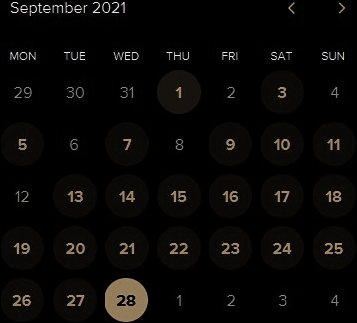 September 2021
MON TUE WED THU FRI SAT SUN
29 30 31 1 2 3 4
5 6 7 8 9 10 11
12 13 14 15 16 17 18
19 20 21 22 23 24 25
26 27 28 1 2 3 4